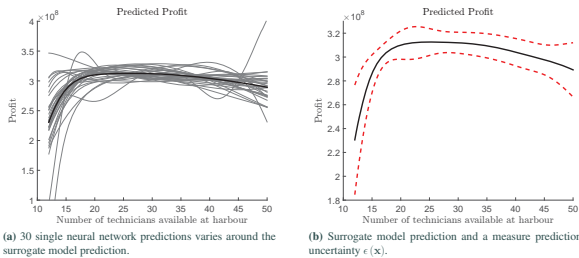 Predicted Profit
×10⁸
4
3.5
3
2.5
2
1.5
1
Profit
10 15 20 25 30 35 40 45 50
Number of technicians available at harbour
(a) 30 single neural network predictions varies around the
surrogate model prediction.
Predicted Profit
×10⁸
3.2
3
2.8
2.6
2.4
2.2
2
1.8
Profit
10 15 20 25 30 35 40 45 50
Number of technicians available at harbour
(b) Surrogate model prediction and a measure prediction
uncertainty ϵ (x).